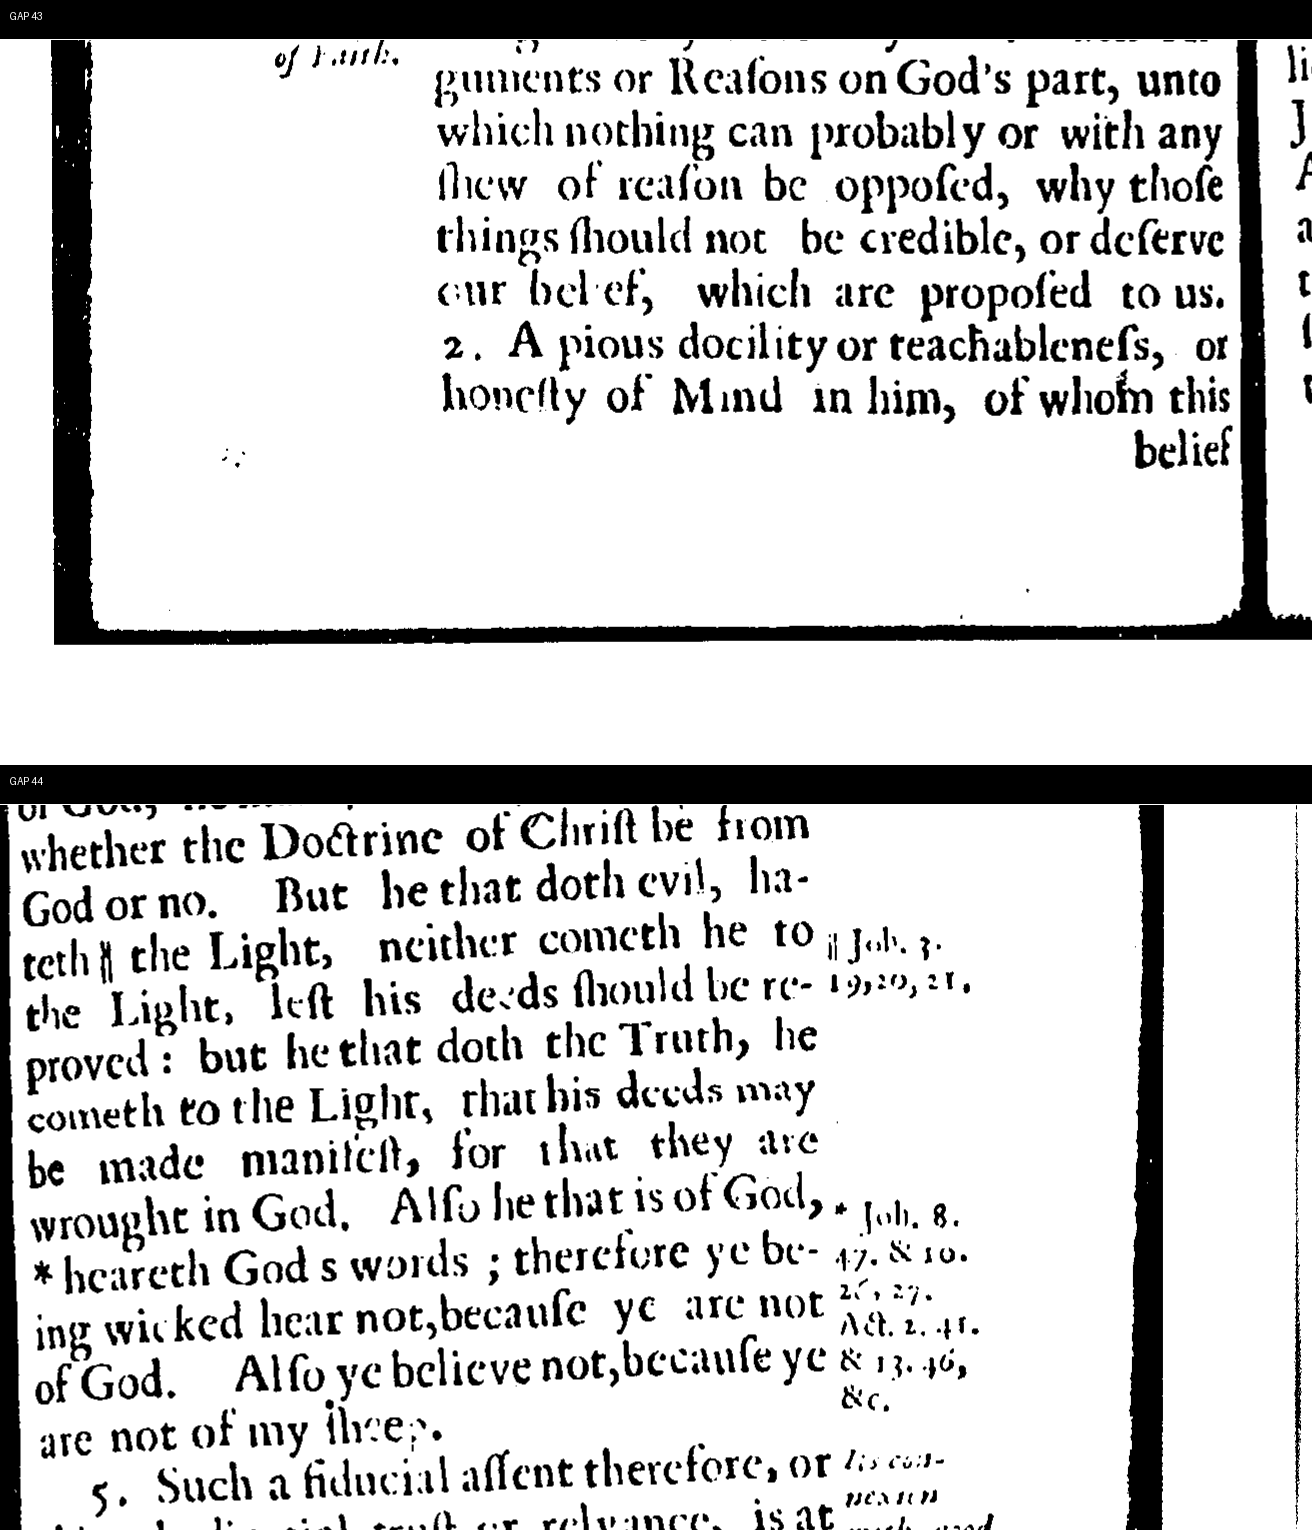 GAP 43
of Faith.
guments or Reaſons on God's part, unto
which nothing can probably or with any
ſhew of reaſon be oppoſed, why thoſe
things ſhould not be credible, or deſerve
our belief, which are propoſed to us.
2. A pious docility or teachableneſs, or
honeſty of Mind in him, of whom this
belief
GAP 44
whether the Doctrine of Chriſt be from
God or no. But he that doth evil, ha-
teth || the Light, neither cometh he to
|| Joh. 3.
the Light, leſt his deeds ſhould be re-
19,20, 21.
proved : but he that doth the Truth, he
cometh to the Light, that his deeds may
be made manifeſt, for that they are
wrought in God. Alſo he that is of God,
* Joh. 8.
* heareth God s words ; therefore ye be-
47. & 10.
ing wicked hear not,becauſe ye are not
26, 27.
Act. 2. 41.
of God. Alſo ye believe not,becauſe ye
& 13. 46,
&c.
are not of my ſheep.
5. Such a fiducial aſſent therefore, or
Its con-
nexion
truſt or relyance, is at